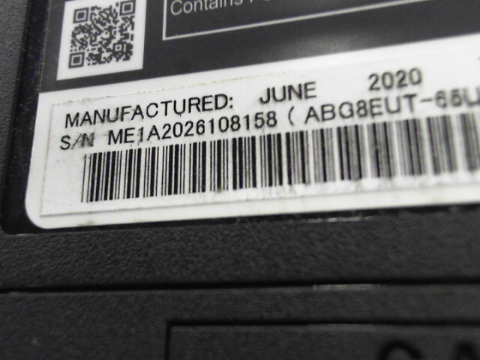 Contains
MANUFACTURED: JUNE 2020
S/N ME1A2026108158 ( ABG8EUT-65U